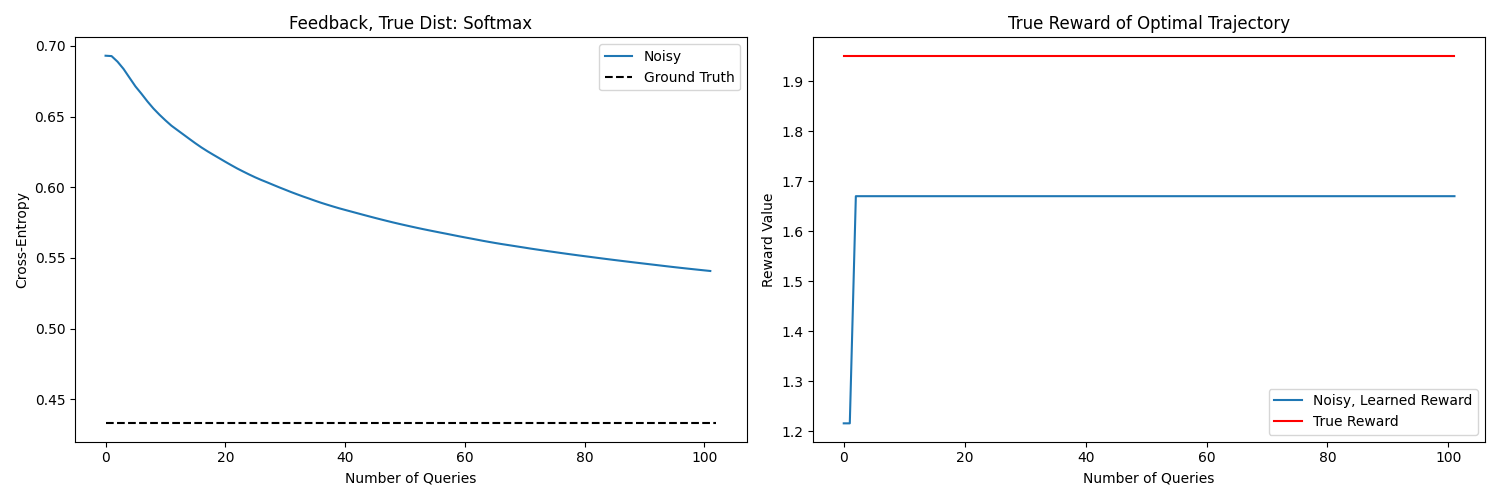 Feedback, True Dist: Softmax
0.70
0.65
0.60
0.55
0.50
0.45
Cross-Entropy
Noisy
Ground Truth
0
20
40
60
80
100
Number of Queries
True Reward of Optimal Trajectory
1.9
1.8
1.7
1.6
1.5
1.4
1.3
1.2
Reward Value
Noisy, Learned Reward
True Reward
0
20
40
60
80
100
Number of Queries